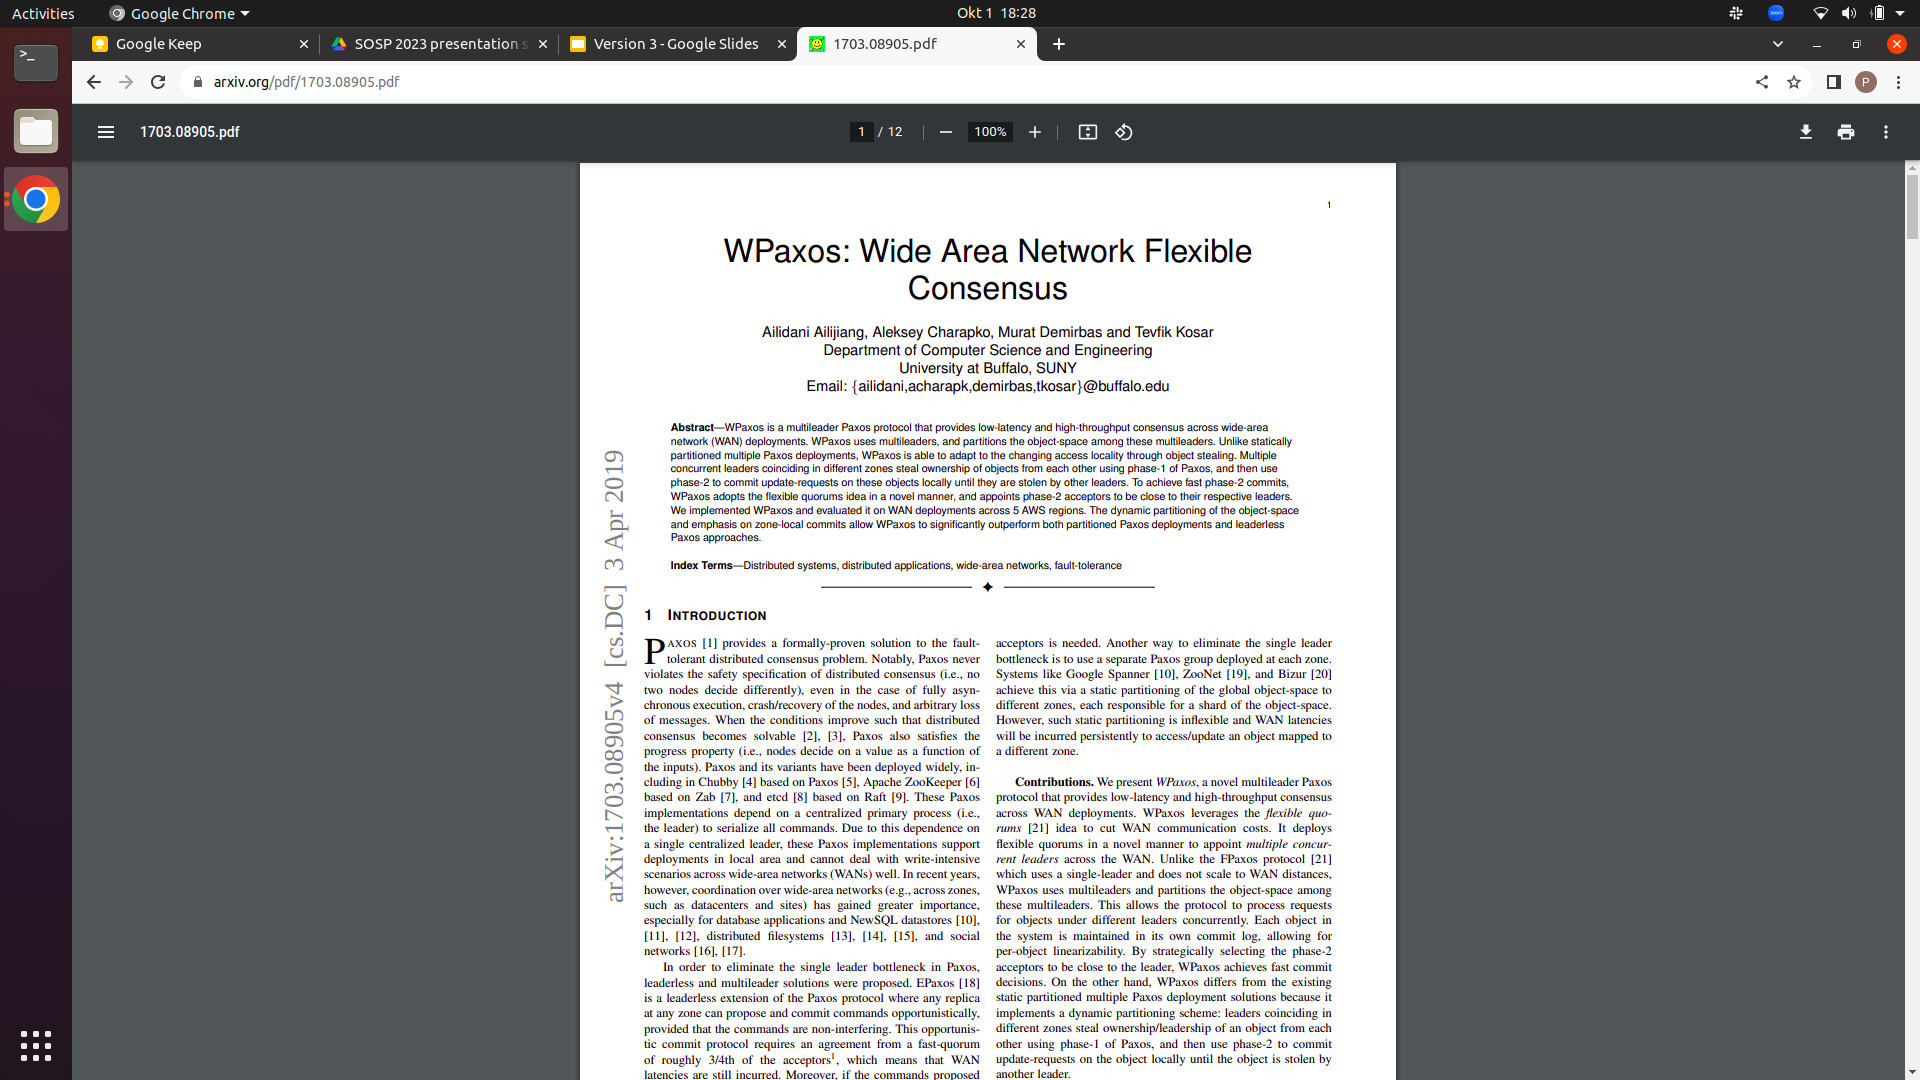 Activities
Google Chrome
Okt 1 18:28
Google Keep
SOSP 2023 presentation s
Version 3 - Google Slides
1703.08905.pdf
arxiv.org/pdf/1703.08905.pdf
P
1703.08905.pdf
1 / 12
100%
1
WPaxos: Wide Area Network Flexible
Consensus
Ailidani Ailijiang, Aleksey Charapko, Murat Demirbas and Tevfik Kosar
Department of Computer Science and Engineering
University at Buffalo, SUNY
Email: {ailidani,acharapk,demirbas,tkosar}@buffalo.edu
Abstract—WPaxos is a multileader Paxos protocol that provides low-latency and high-throughput consensus across wide-area
network (WAN) deployments. WPaxos uses multileaders, and partitions the object-space among these multileaders. Unlike statically
partitioned multiple Paxos deployments, WPaxos is able to adapt to the changing access locality through object stealing. Multiple
concurrent leaders coinciding in different zones steal ownership of objects from each other using phase-1 of Paxos, and then use
phase-2 to commit update-requests on these objects locally until they are stolen by other leaders. To achieve fast phase-2 commits,
WPaxos adopts the flexible quorums idea in a novel manner, and appoints phase-2 acceptors to be close to their respective leaders.
We implemented WPaxos and evaluated it on WAN deployments across 5 AWS regions. The dynamic partitioning of the object-space
and emphasis on zone-local commits allow WPaxos to significantly outperform both partitioned Paxos deployments and leaderless
Paxos approaches.
Index Terms—Distributed systems, distributed applications, wide-area networks, fault-tolerance
arXiv:1703.08905v4 [cs.DC] 3 Apr 2019
1 INTRODUCTION
PAXOS [1] provides a formally-proven solution to the fault-
tolerant distributed consensus problem. Notably, Paxos never
violates the safety specification of distributed consensus (i.e., no
two nodes decide differently), even in the case of fully asyn-
chronous execution, crash/recovery of the nodes, and arbitrary loss
of messages. When the conditions improve such that distributed
consensus becomes solvable [2], [3], Paxos also satisfies the
progress property (i.e., nodes decide on a value as a function of
the inputs). Paxos and its variants have been deployed widely, in-
cluding in Chubby [4] based on Paxos [5], Apache ZooKeeper [6]
based on Zab [7], and etcd [8] based on Raft [9]. These Paxos
implementations depend on a centralized primary process (i.e.,
the leader) to serialize all commands. Due to this dependence on
a single centralized leader, these Paxos implementations support
deployments in local area and cannot deal with write-intensive
scenarios across wide-area networks (WANs) well. In recent years,
however, coordination over wide-area networks (e.g., across zones,
such as datacenters and sites) has gained greater importance,
especially for database applications and NewSQL datastores [10],
[11], [12], distributed filesystems [13], [14], [15], and social
networks [16], [17].
In order to eliminate the single leader bottleneck in Paxos,
leaderless and multileader solutions were proposed. EPaxos [18]
is a leaderless extension of the Paxos protocol where any replica
at any zone can propose and commit commands opportunistically,
provided that the commands are non-interfering. This opportunis-
tic commit protocol requires an agreement from a fast-quorum
of roughly 3/4th of the acceptors1, which means that WAN
latencies are still incurred. Moreover, if the commands proposed
acceptors is needed. Another way to eliminate the single leader
bottleneck is to use a separate Paxos group deployed at each zone.
Systems like Google Spanner [10], ZooNet [19], and Bizur [20]
achieve this via a static partitioning of the global object-space to
different zones, each responsible for a shard of the object-space.
However, such static partitioning is inflexible and WAN latencies
will be incurred persistently to access/update an object mapped to
a different zone.
Contributions. We present WPaxos, a novel multileader Paxos
protocol that provides low-latency and high-throughput consensus
across WAN deployments. WPaxos leverages the flexible quo-
rums [21] idea to cut WAN communication costs. It deploys
flexible quorums in a novel manner to appoint multiple concur-
rent leaders across the WAN. Unlike the FPaxos protocol [21]
which uses a single-leader and does not scale to WAN distances,
WPaxos uses multileaders and partitions the object-space among
these multileaders. This allows the protocol to process requests
for objects under different leaders concurrently. Each object in
the system is maintained in its own commit log, allowing for
per-object linearizability. By strategically selecting the phase-2
acceptors to be close to the leader, WPaxos achieves fast commit
decisions. On the other hand, WPaxos differs from the existing
static partitioned multiple Paxos deployment solutions because it
implements a dynamic partitioning scheme: leaders coinciding in
different zones steal ownership/leadership of an object from each
other using phase-1 of Paxos, and then use phase-2 to commit
update-requests on the object locally until the object is stolen by
another leader.